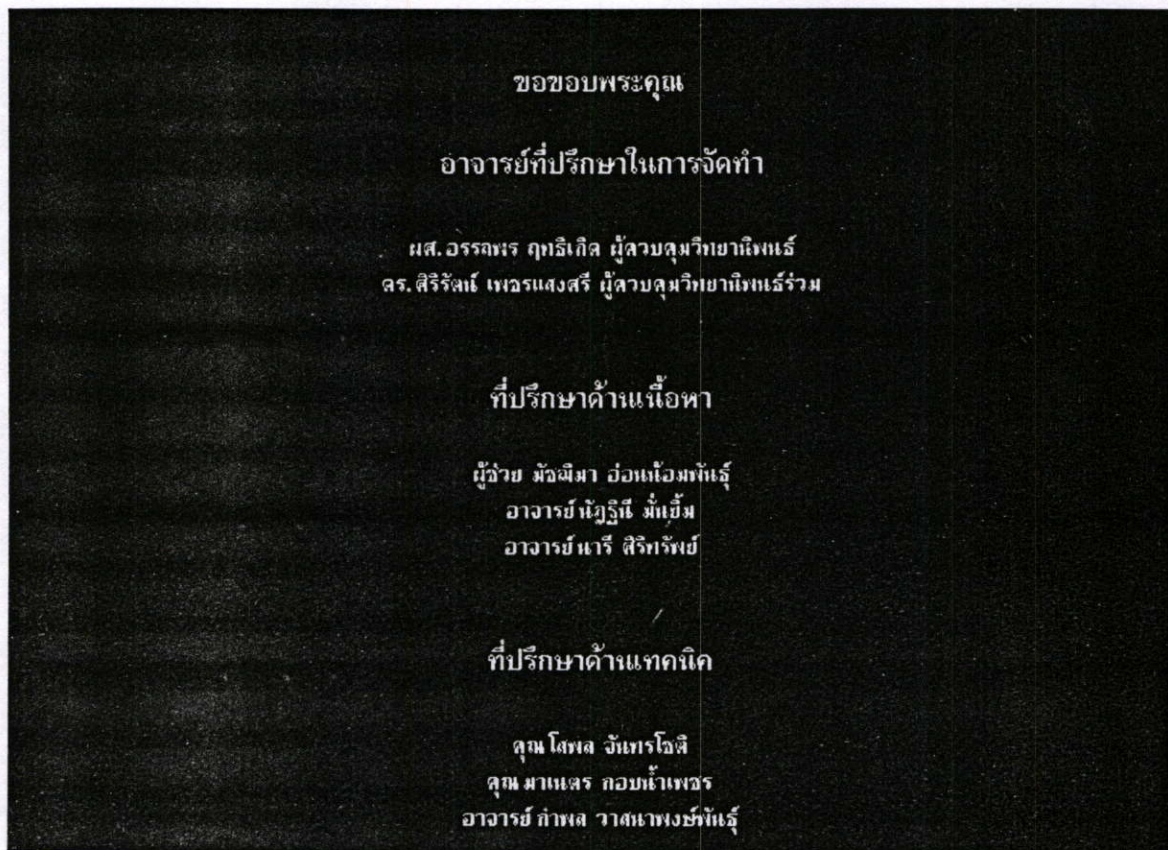 ขอขอบพระคุณ
อาจารย์ที่ปรึกษาในการจัดทำ
ผศ.อรรถพร ฤทธิเกิด ผู้ควบคุมวิทยานิพนธ์
ดร.ศิริรัตน์ เพชรแสงศรี ผู้ควบคุมวิทยานิพนธ์ร่วม
ที่ปรึกษาด้านเนื้อหา
ผู้ช่วย มัชฌิมา อ่อนน้อมพันธุ์
อาจารย์นัฎฐินี มั่นยิ้ม
อาจารย์นารี ศิริทรัพย์
ที่ปรึกษาด้านเทคนิค
คุณโสพล จันทรโชติ
คุณมาเนตร กอบน้ำเพชร
อาจารย์กำพล วาสนาพงษ์พันธุ์